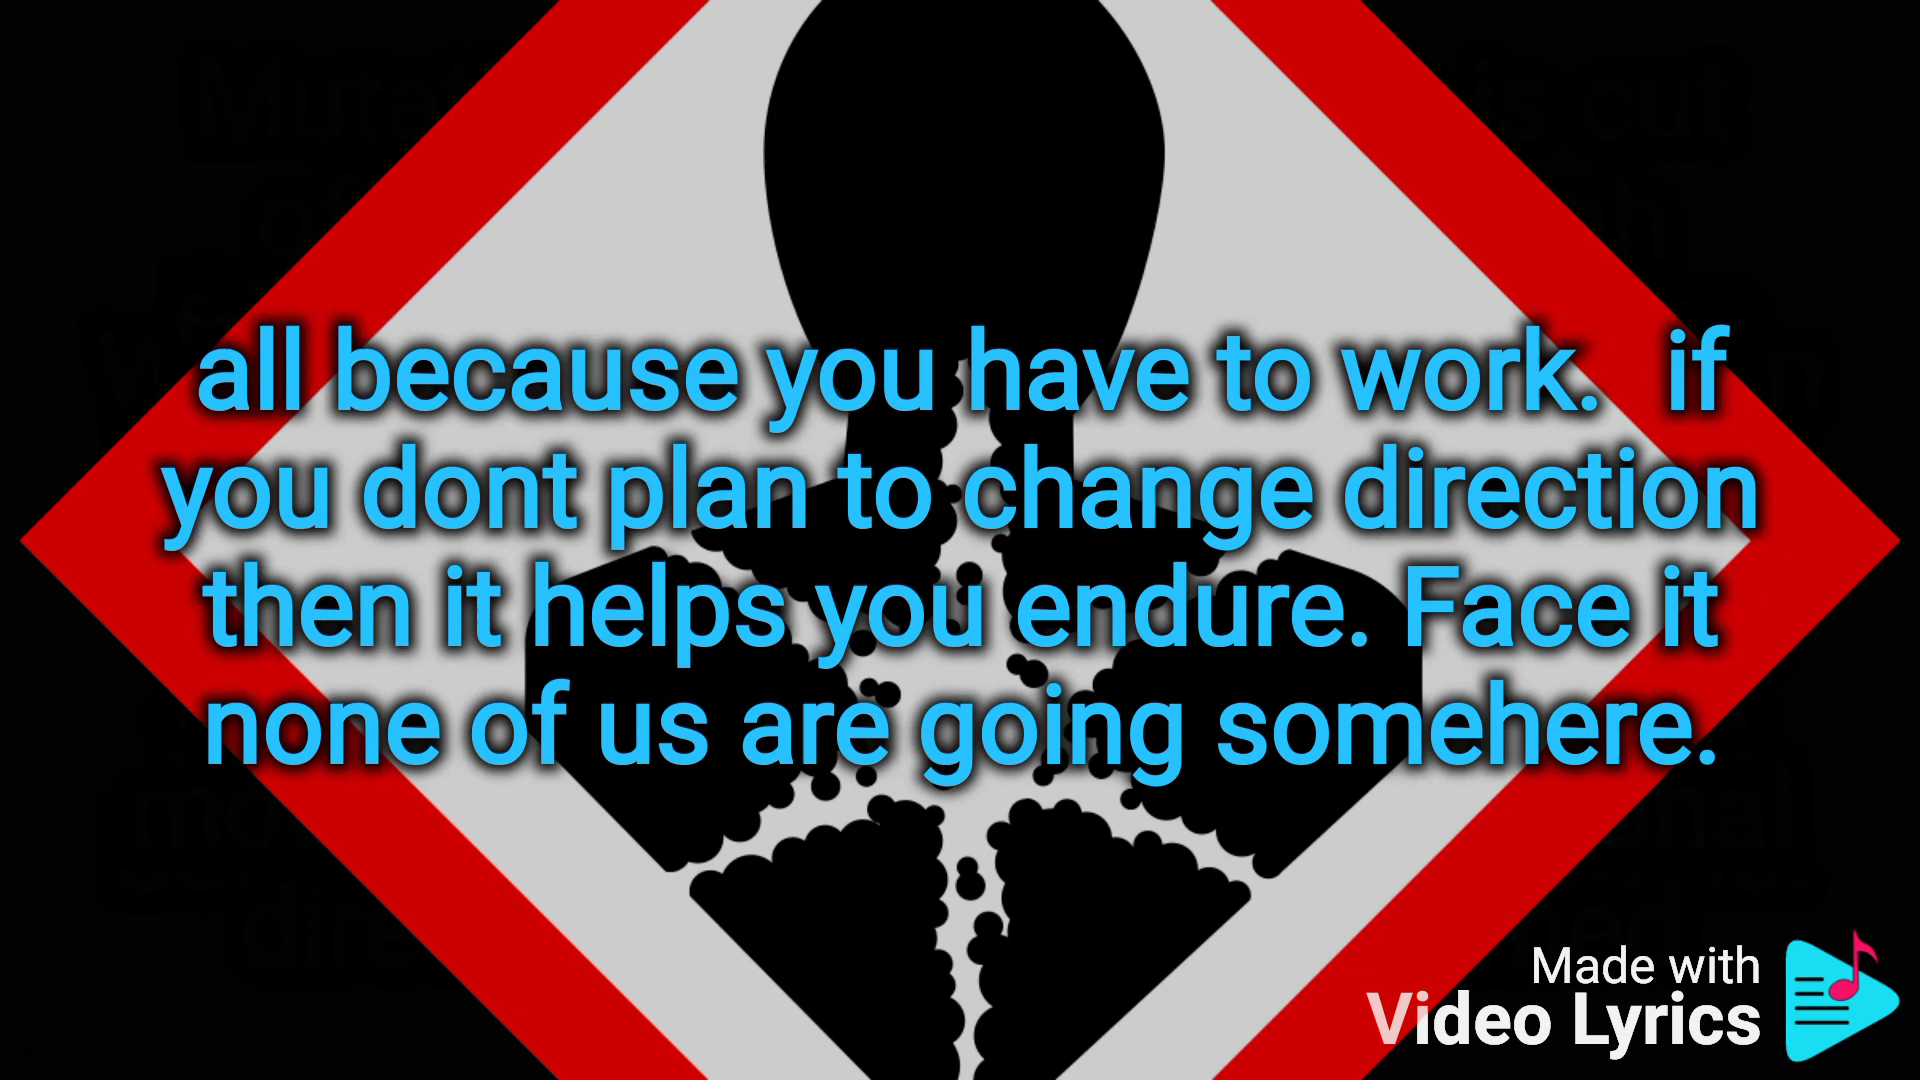 all because you have to work.   if
you dont plan to change direction
then it helps you endure. Face it
none of us are going somehere.
Made with
Video Lyrics